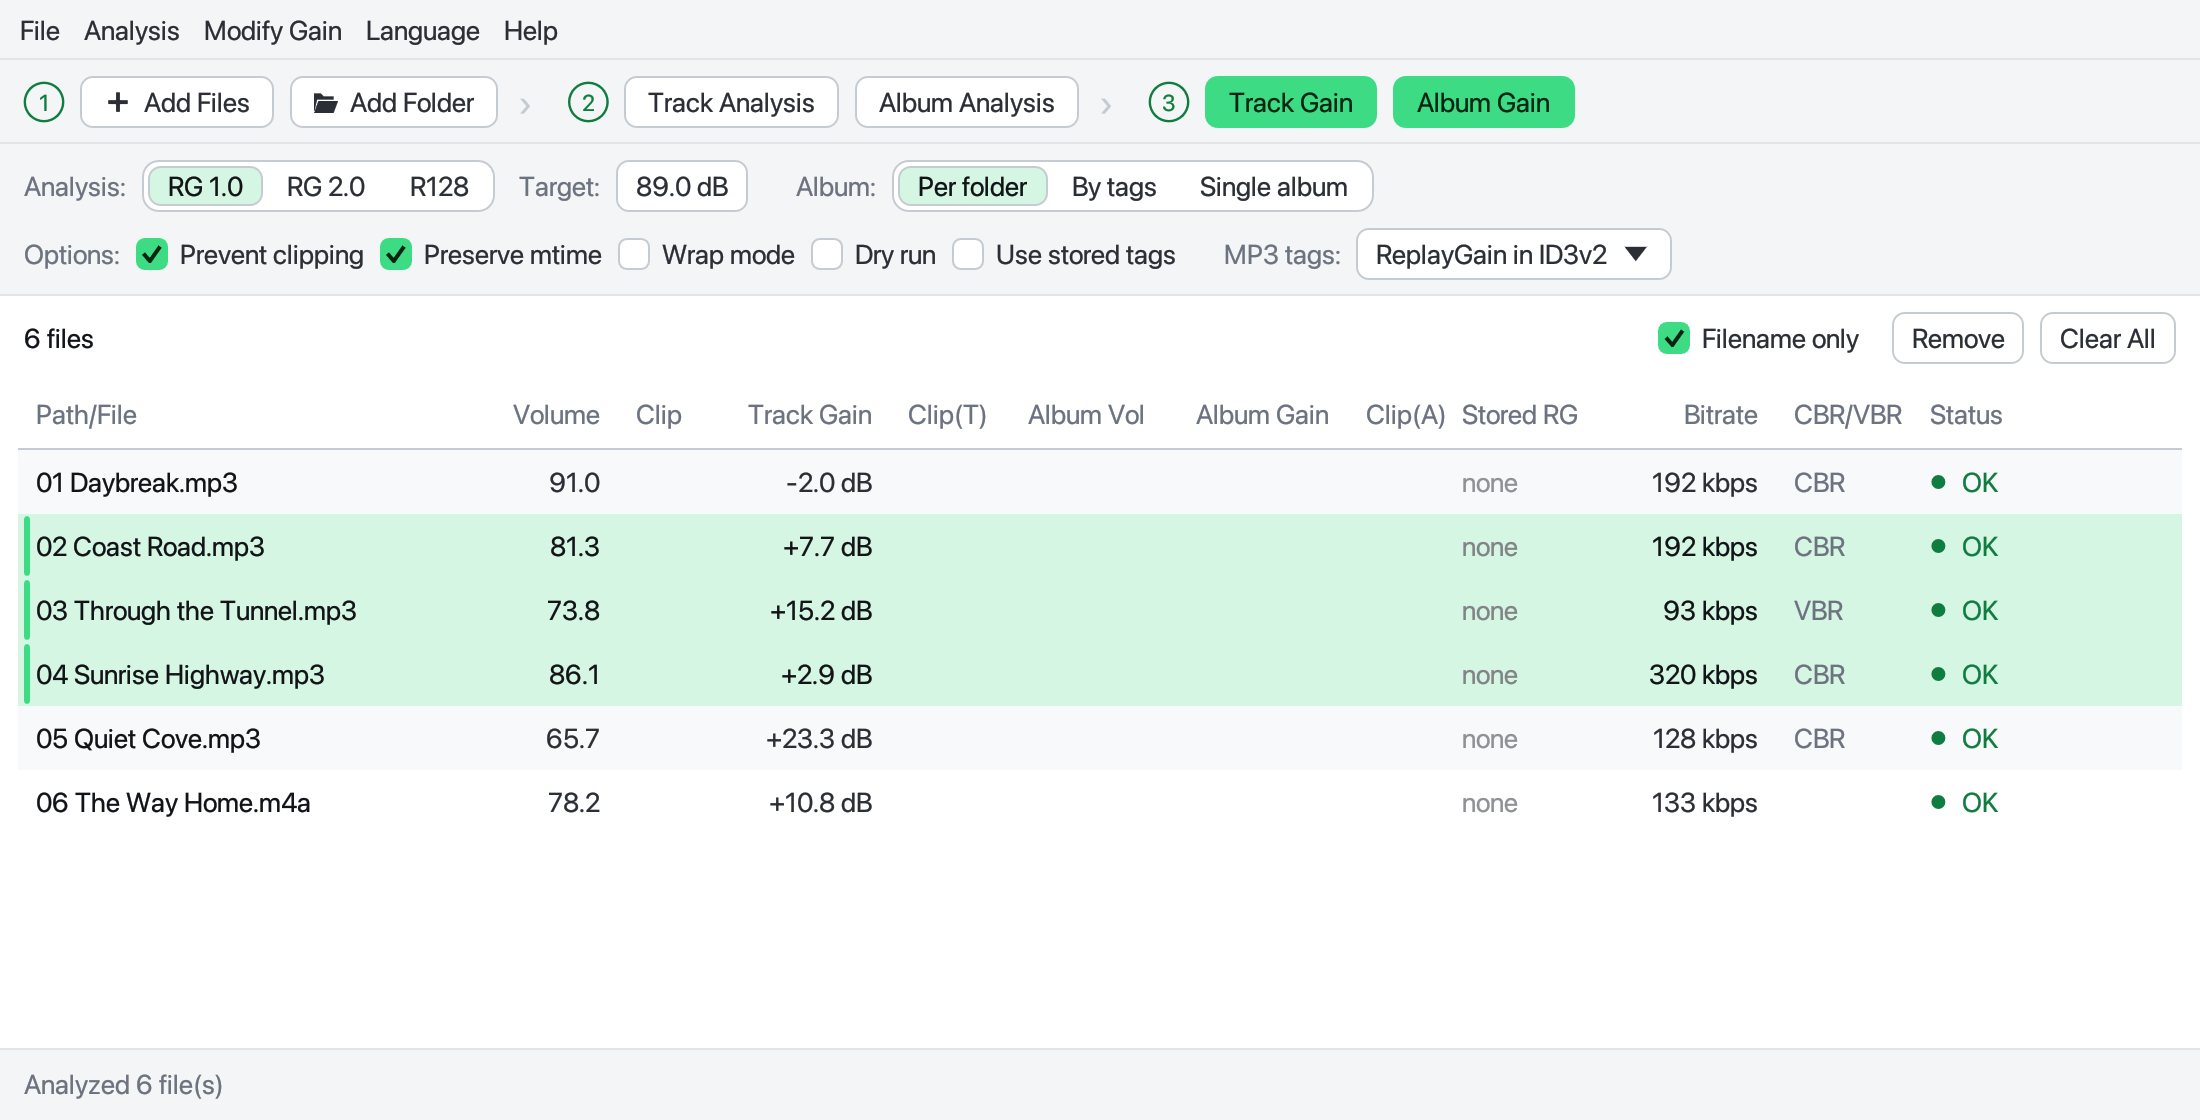 File Analysis Modify Gain Language Help
1 Add Files Add Folder › 2 Track Analysis Album Analysis › 3 Track Gain Album Gain
Analysis: RG 1.0 RG 2.0 R128 Target: 89.0 dB Album: Per folder By tags Single album
Options: Prevent clipping Preserve mtime Wrap mode Dry run Use stored tags MP3 tags: ReplayGain in ID3v2
6 files Filename only Remove Clear All
Path/File Volume Clip Track Gain Clip(T) Album Vol Album Gain Clip(A) Stored RG Bitrate CBR/VBR Status
01 Daybreak.mp3 91.0 -2.0 dB none 192 kbps CBR OK
02 Coast Road.mp3 81.3 +7.7 dB none 192 kbps CBR OK
03 Through the Tunnel.mp3 73.8 +15.2 dB none 93 kbps VBR OK
04 Sunrise Highway.mp3 86.1 +2.9 dB none 320 kbps CBR OK
05 Quiet Cove.mp3 65.7 +23.3 dB none 128 kbps CBR OK
06 The Way Home.m4a 78.2 +10.8 dB none 133 kbps OK
Analyzed 6 file(s)